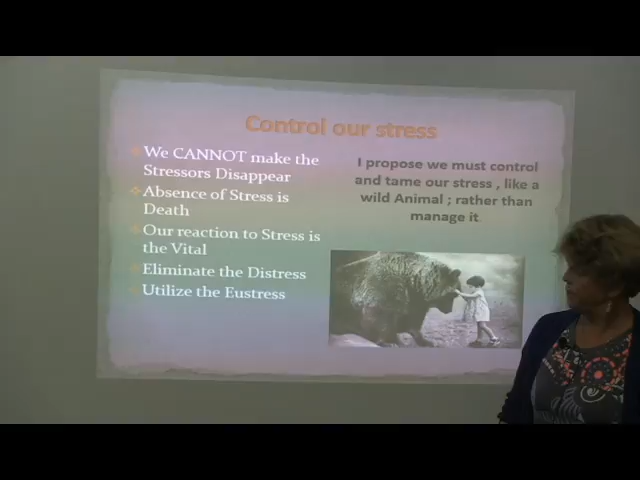 Control our stress
We CANNOT make the
Stressors Disappear
Absence of Stress is
Death
Our reaction to Stress is
the Vital
Eliminate the Distress
Utilize the Eustress
I propose we must control
and tame our stress , like a
wild Animal ; rather than
manage it.